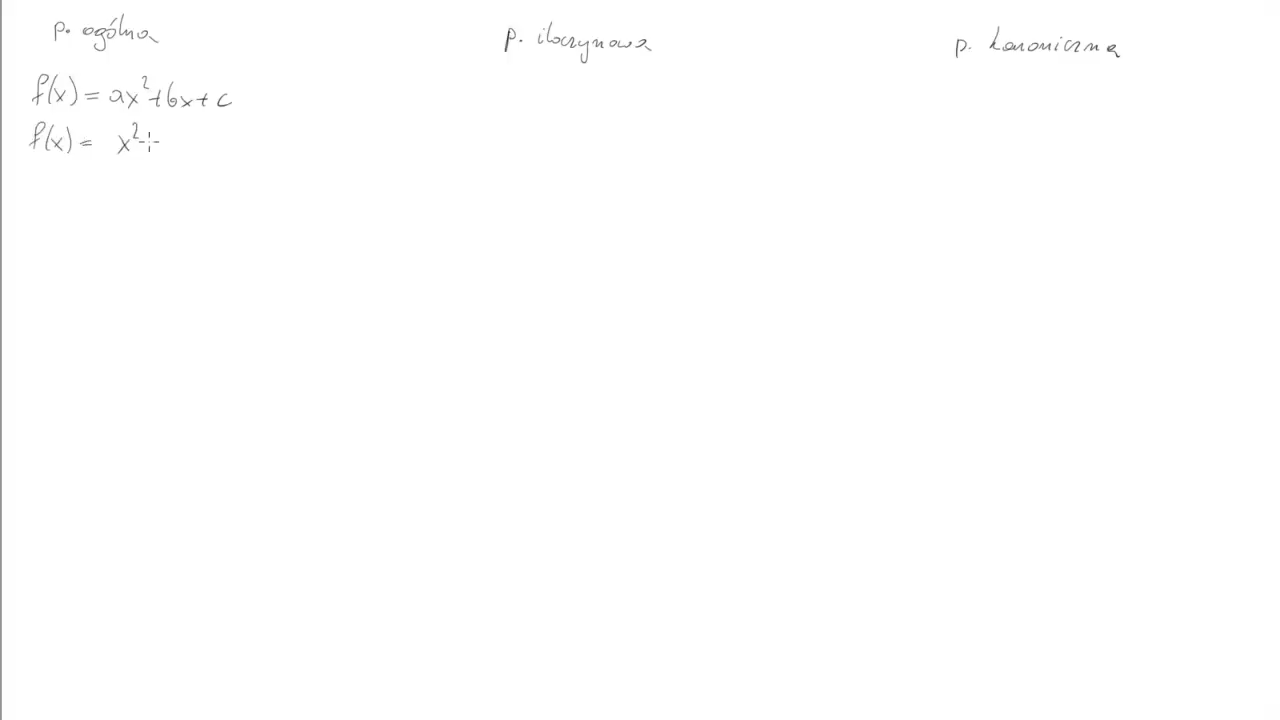 p. ogólna
p. iloczynowa
p. kanoniczna
f(x) = ax²+bx+c
f(x) = x²+